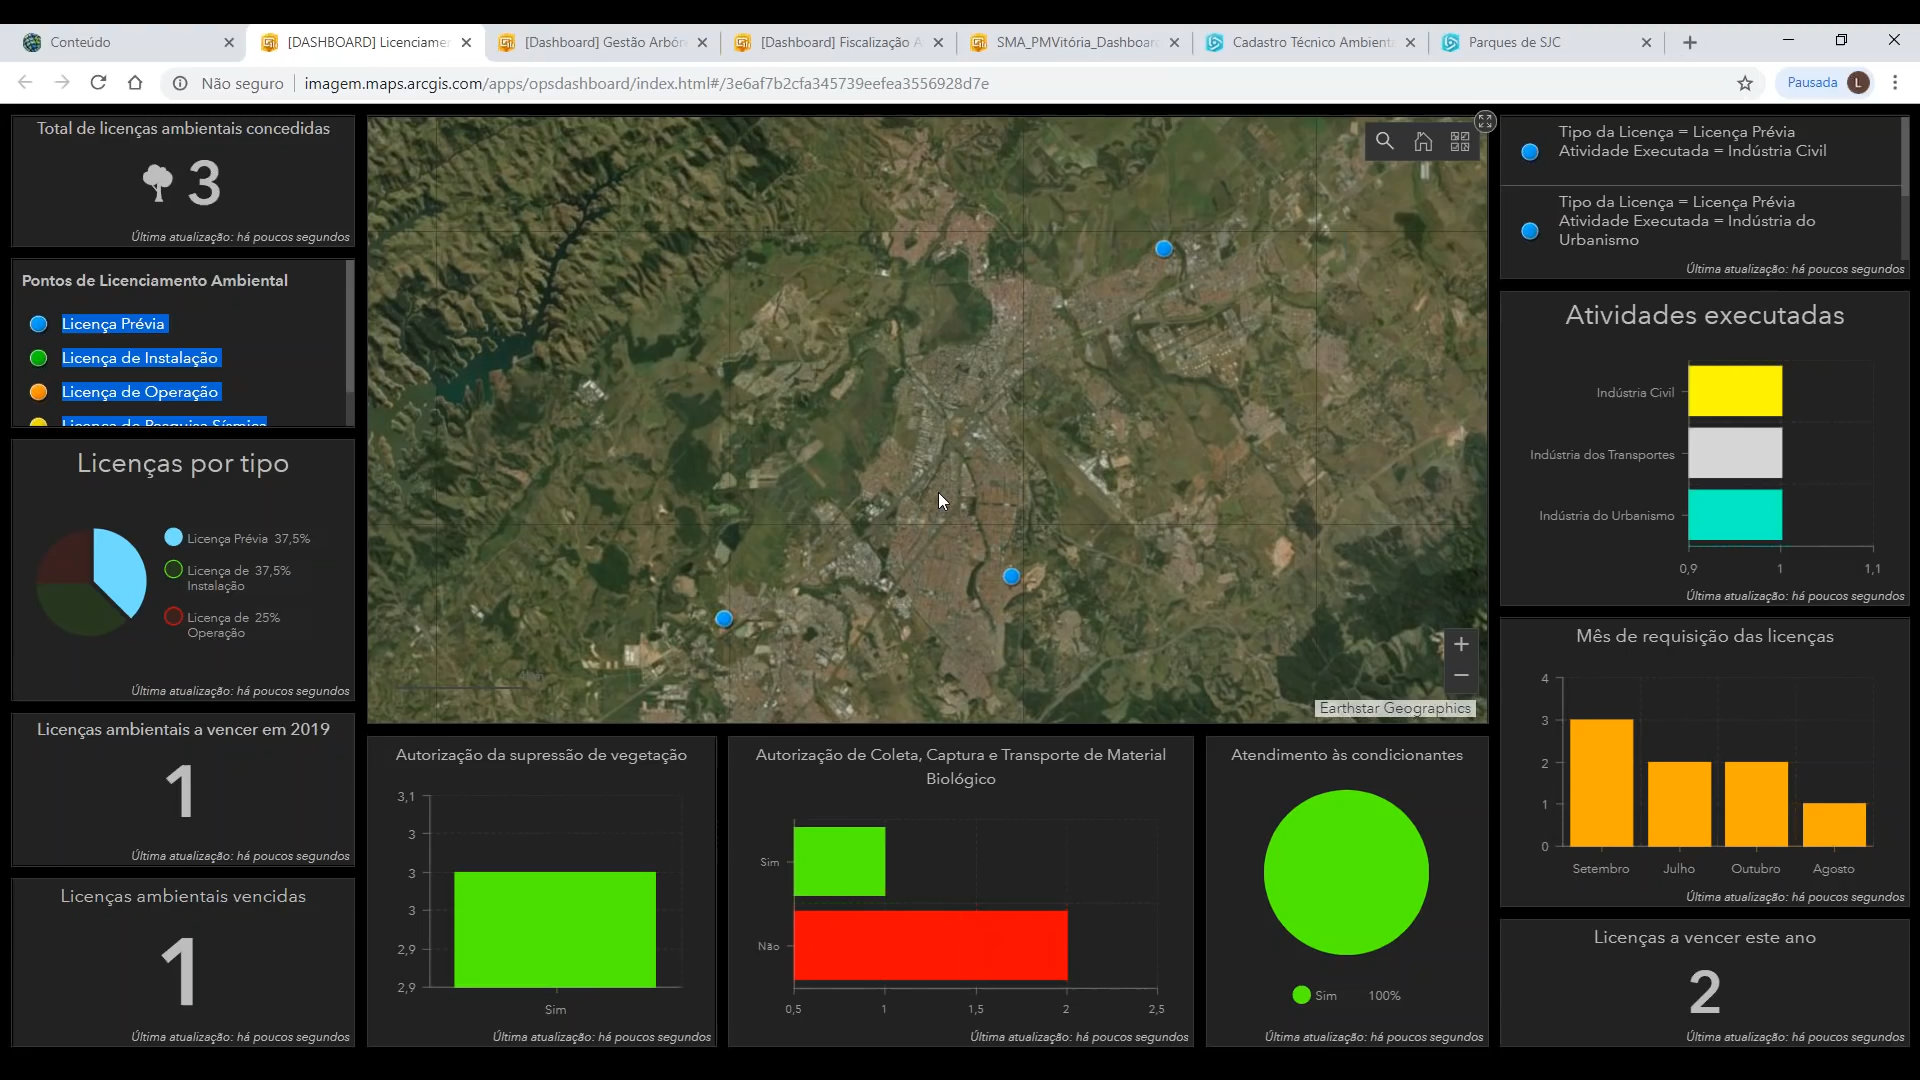 Conteúdo
[DASHBOARD] Licenciamen
[Dashboard] Gestão Arbór
[Dashboard] Fiscalização A
SMA_PMVitória_Dashboard
Cadastro Técnico Ambient
Parques de SJC
Não seguro
imagem.maps.arcgis.com/apps/opsdashboard/index.html#/3e6af7b2cfa345739eefea3556928d7e
Pausada
L
Total de licenças ambientais concedidas
3
Última atualização: há poucos segundos
Pontos de Licenciamento Ambiental
Licença Prévia
Licença de Instalação
Licença de Operação
Licença de Pesquisa Sísmica
Licenças por tipo
Licença Prévia 37,5%
Licença de 37,5%
Instalação
Licença de 25%
Operação
Última atualização: há poucos segundos
Licenças ambientais a vencer em 2019
1
Última atualização: há poucos segundos
Licenças ambientais vencidas
1
Última atualização: há poucos segundos
Earthstar Geographics
Autorização da supressão de vegetação
3,1
3
3
3
2,9
2,9
Sim
Última atualização: há poucos segundos
Autorização de Coleta, Captura e Transporte de Material
Biológico
Sim
Não
0,5
1
1,5
2
2,5
Última atualização: há poucos segundos
Atendimento às condicionantes
Sim 100%
Última atualização: há poucos segundos
Tipo da Licença = Licença Prévia
Atividade Executada = Indústria Civil
Tipo da Licença = Licença Prévia
Atividade Executada = Indústria do
Urbanismo
Última atualização: há poucos segundos
Atividades executadas
Indústria Civil
Indústria dos Transportes
Indústria do Urbanismo
0,9
1
1,1
Última atualização: há poucos segundos
Mês de requisição das licenças
4
3
2
1
0
Setembro
Julho
Outubro
Agosto
Última atualização: há poucos segundos
Licenças a vencer este ano
2
Última atualização: há poucos segundos